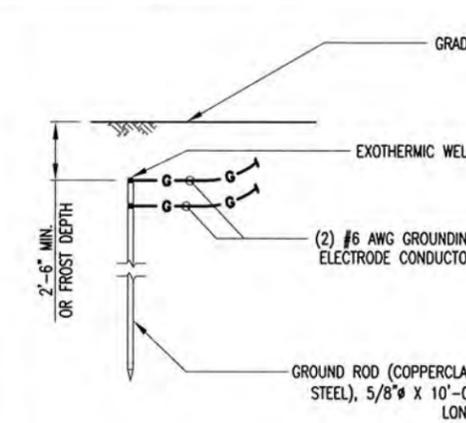 GRAD
EXOTHERMIC WEL
G G
G G
(2) #6 AWG GROUNDIN
ELECTRODE CONDUCTO
2'-6" MIN.
OR FROST DEPTH
GROUND ROD (COPPERCLA
STEEL), 5/8"ø X 10'-0
LON